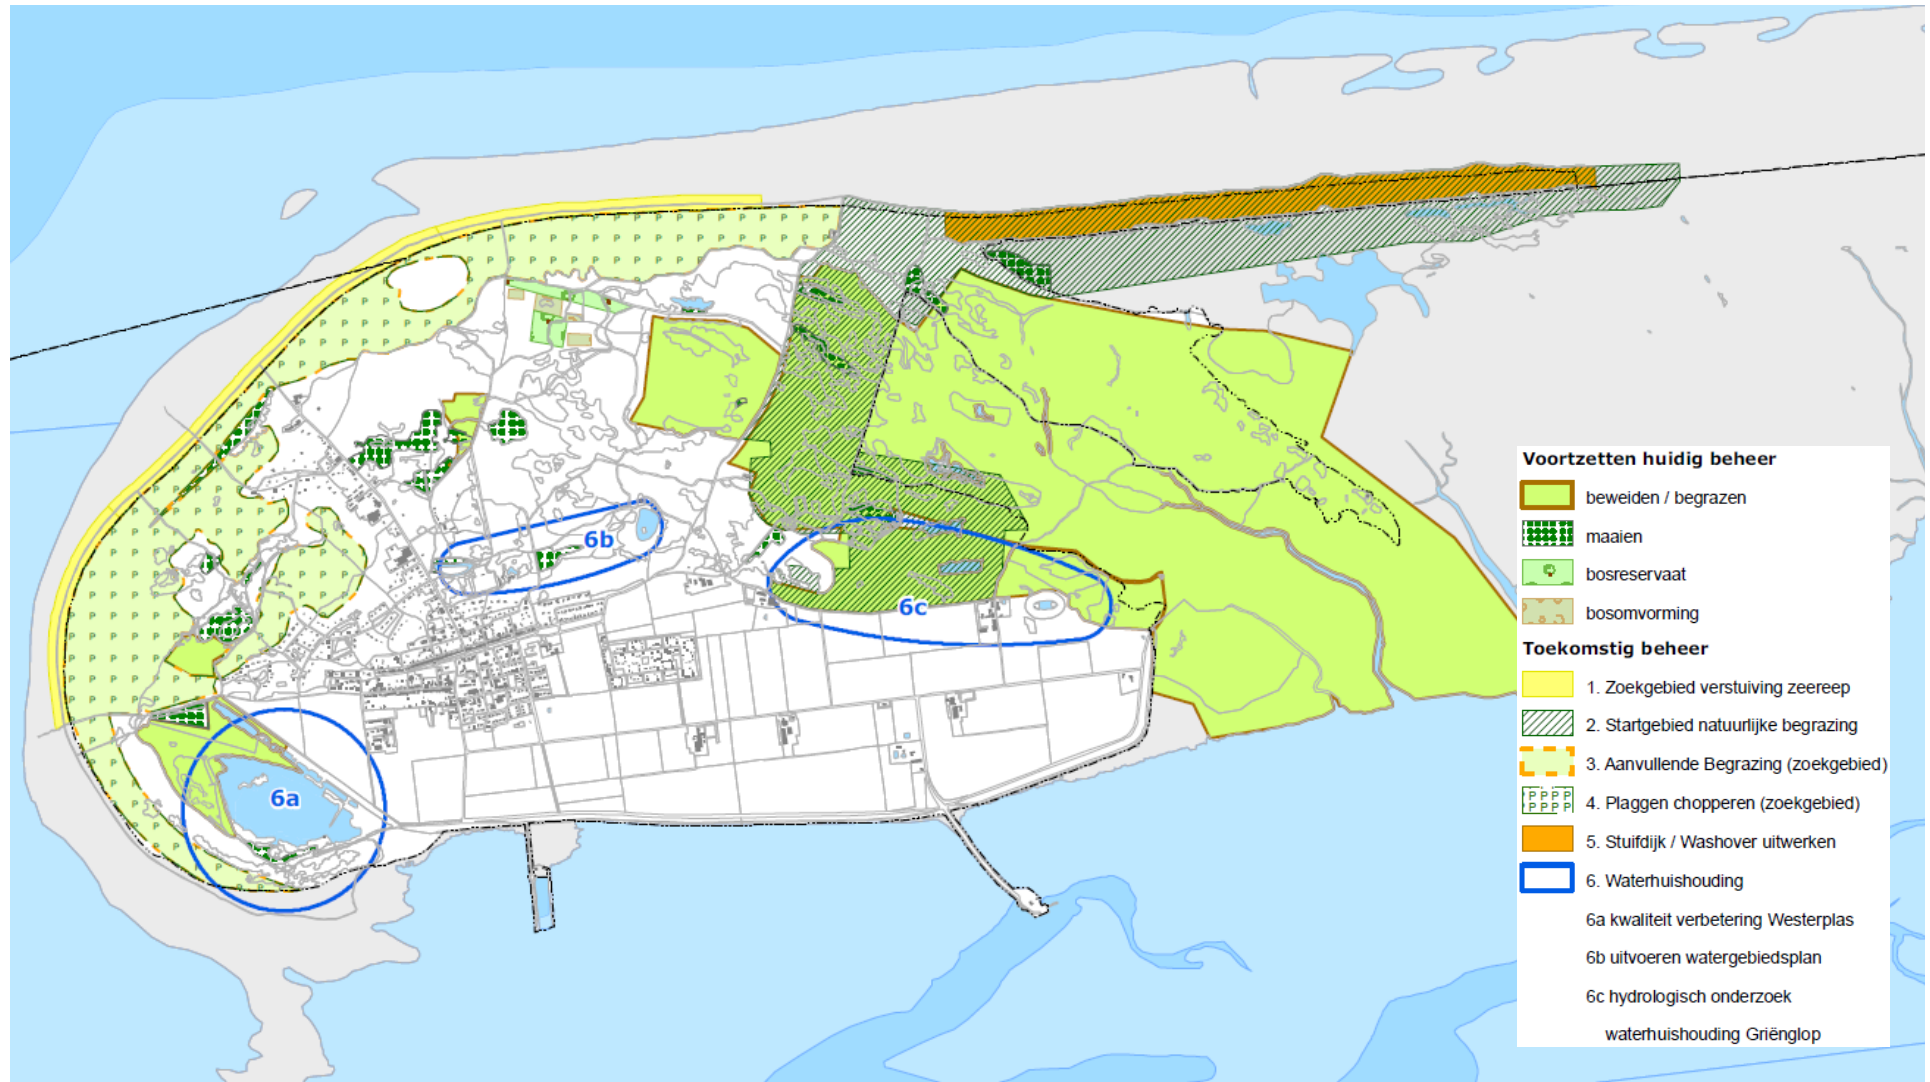 6b
6c
6a
Voortzetten huidig beheer
beweiden / begrazen
maaien
bosreservaat
bosomvorming
Toekomstig beheer
1. Zoekgebied verstuiving zeereep
2. Startgebied natuurlijke begrazing
3. Aanvullende Begrazing (zoekgebied)
4. Plaggen chopperen (zoekgebied)
5. Stuifdijk / Washover uitwerken
6. Waterhuishouding
6a kwaliteit verbetering Westerplas
6b uitvoeren watergebiedsplan
6c hydrologisch onderzoek
waterhuishouding Griënglop